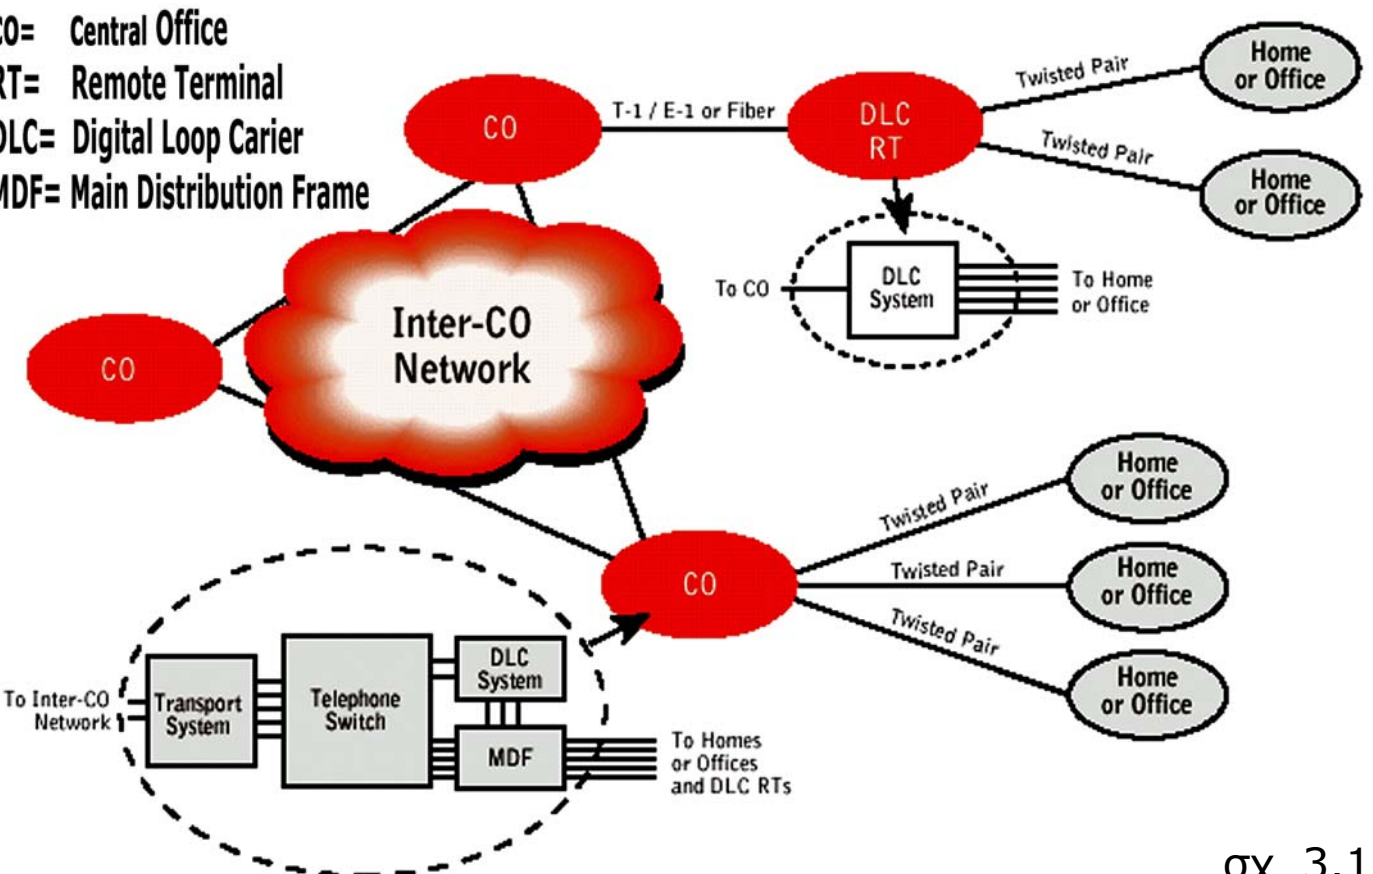 CO= Central Office
RT= Remote Terminal
DLC= Digital Loop Carier
MDF= Main Distribution Frame
CO
T-1 / E-1 or Fiber
DLC
RT
Twisted Pair
Home
or Office
Twisted Pair
Home
or Office
To CO
DLC
System
To Home
or Office
Inter-CO
Network
CO
CO
Twisted Pair
Home
or Office
Twisted Pair
Home
or Office
Twisted Pair
Home
or Office
To Inter-CO
Network
Transport
System
Telephone
Switch
DLC
System
MDF
To Homes
or Offices
and DLC RTs
σχ 3.1